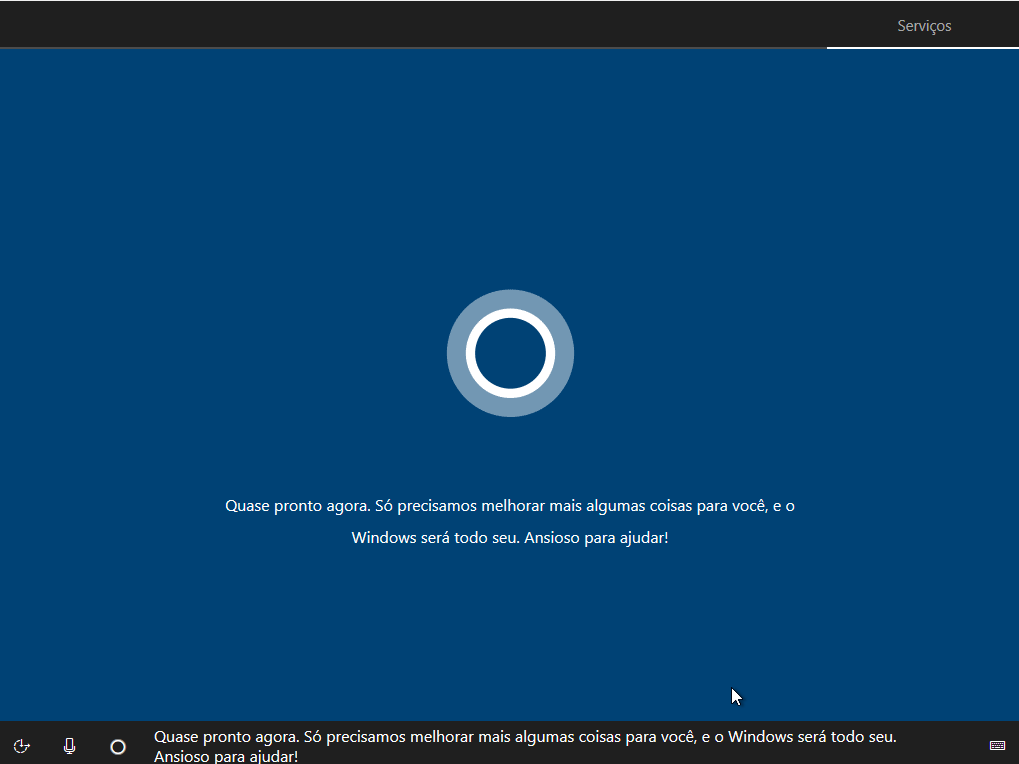 Serviços
Quase pronto agora. Só precisamos melhorar mais algumas coisas para você, e o
Windows será todo seu. Ansioso para ajudar!
Quase pronto agora. Só precisamos melhorar mais algumas coisas para você, e o Windows será todo seu.
Ansioso para ajudar!